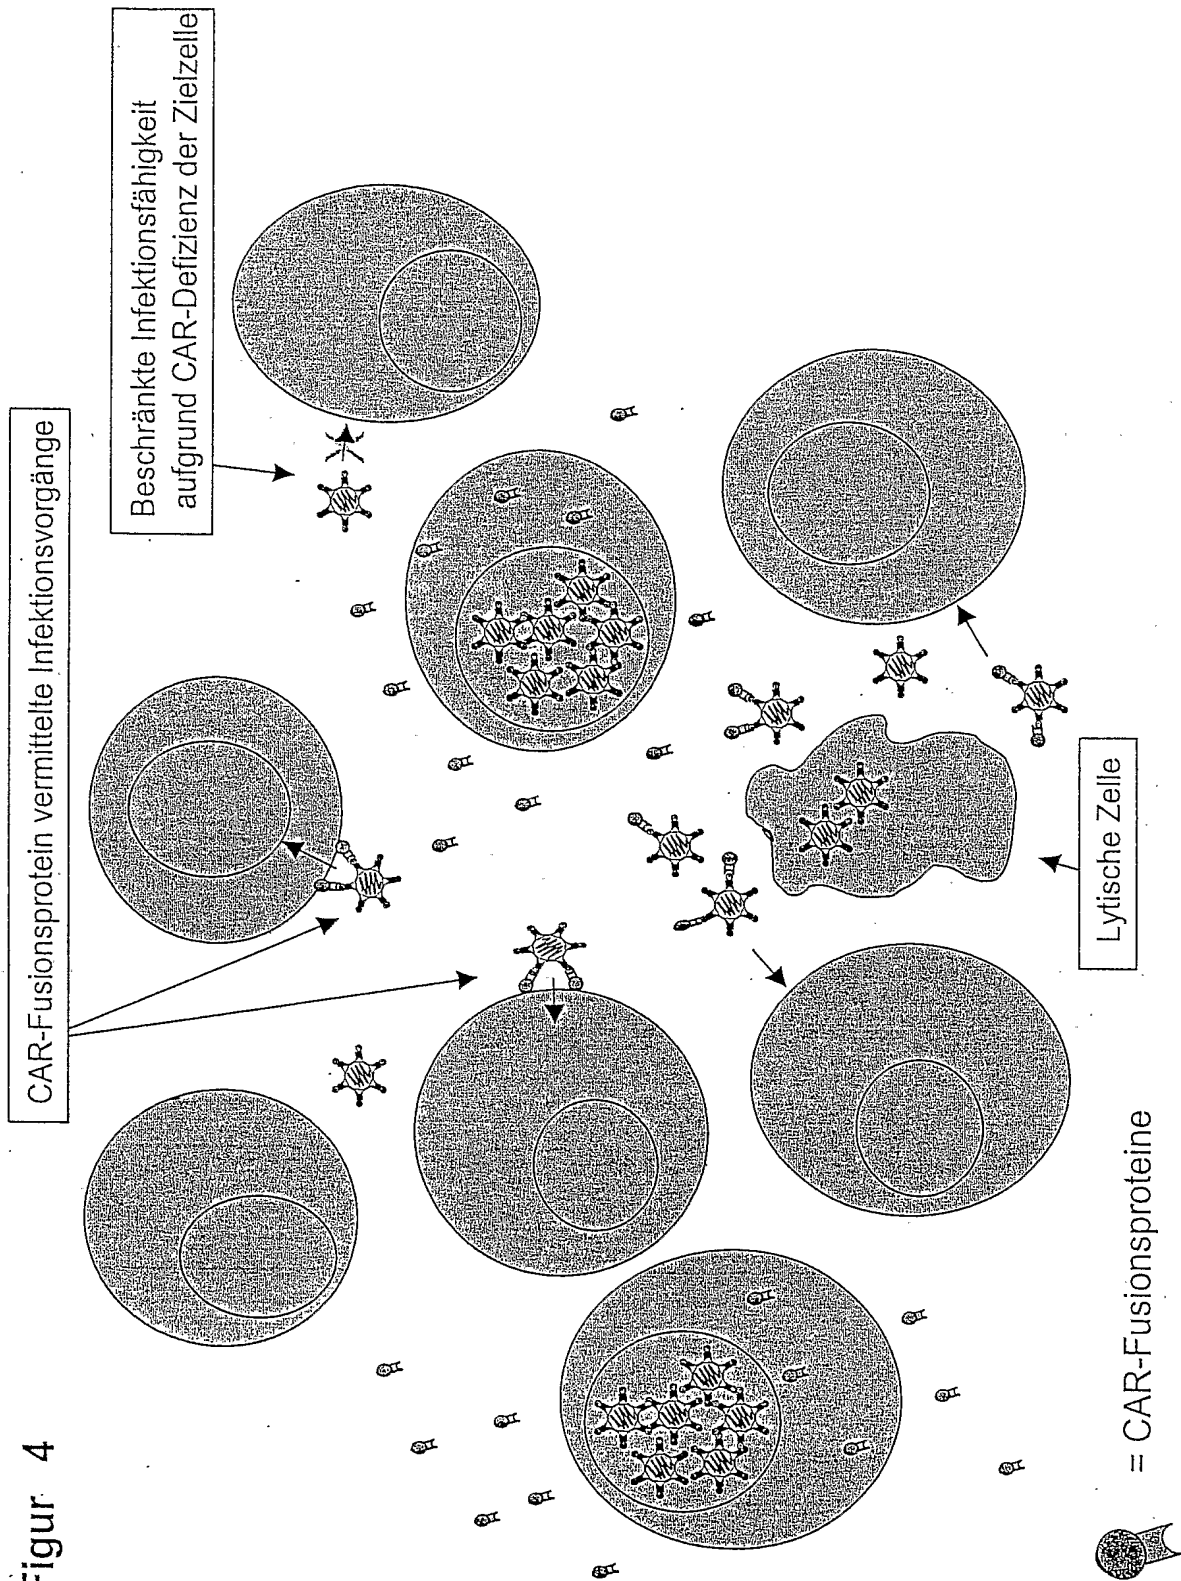 Figur 4
CAR-Fusionsprotein vermittelte Infektionsvorgänge
Beschränkte Infektionsfähigkeit
aufgrund CAR-Defizienz der Zielzelle
Lytische Zelle
= CAR-Fusionsproteine